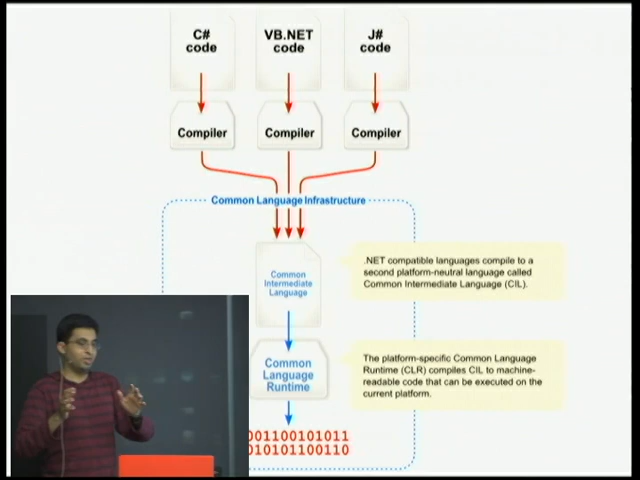 C#
code
VB.NET
code
J#
code
Compiler
Compiler
Compiler
Common Language Infrastructure
Common
Intermediate
Language
.NET compatible languages compile to a
second platform-neutral language called
Common Intermediate Language (CIL).
Common
Language
Runtime
The platform-specific Common Language
Runtime (CLR) compiles CIL to machine-
readable code that can be executed on the
current platform.
001100101011
010101100110